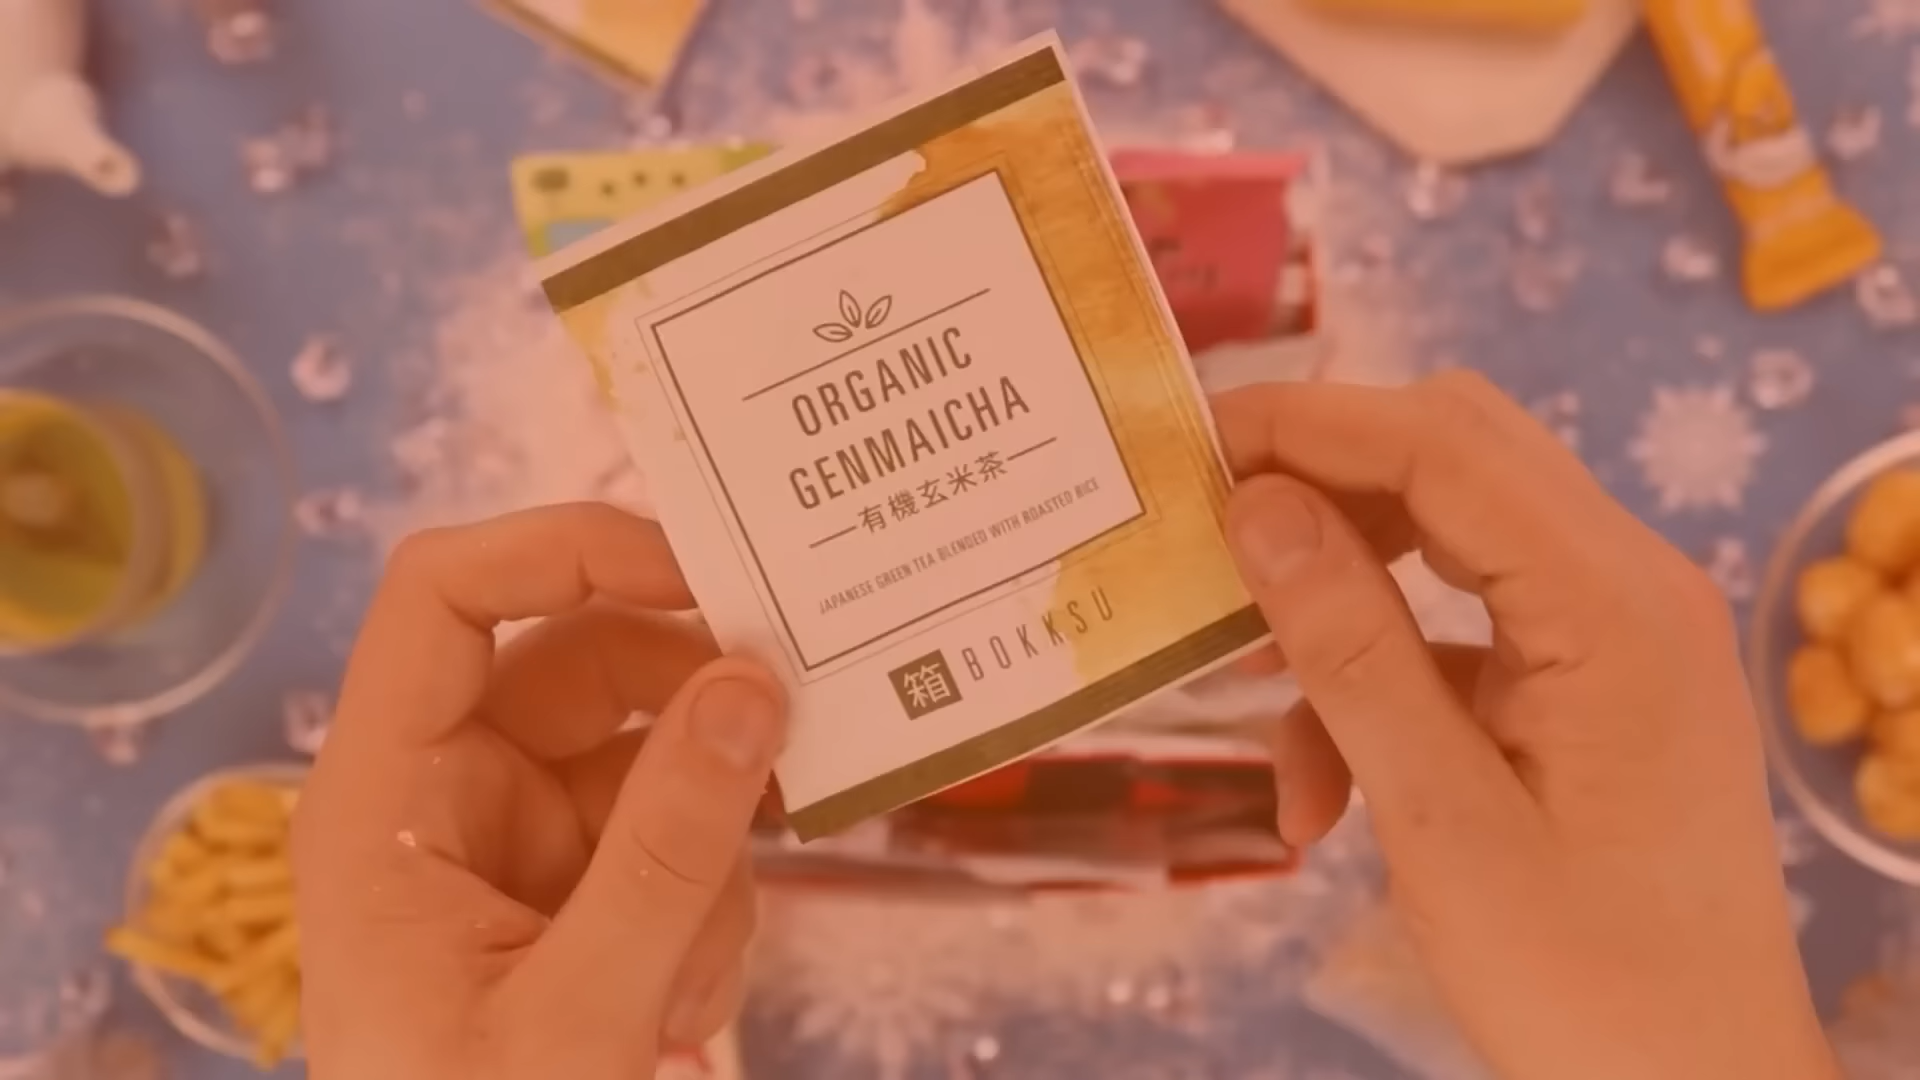 ORGANIC
GENMAICHA
有機玄米茶
JAPANESE GREEN TEA BLENDED WITH ROASTED RICE
箱 BOKKSU